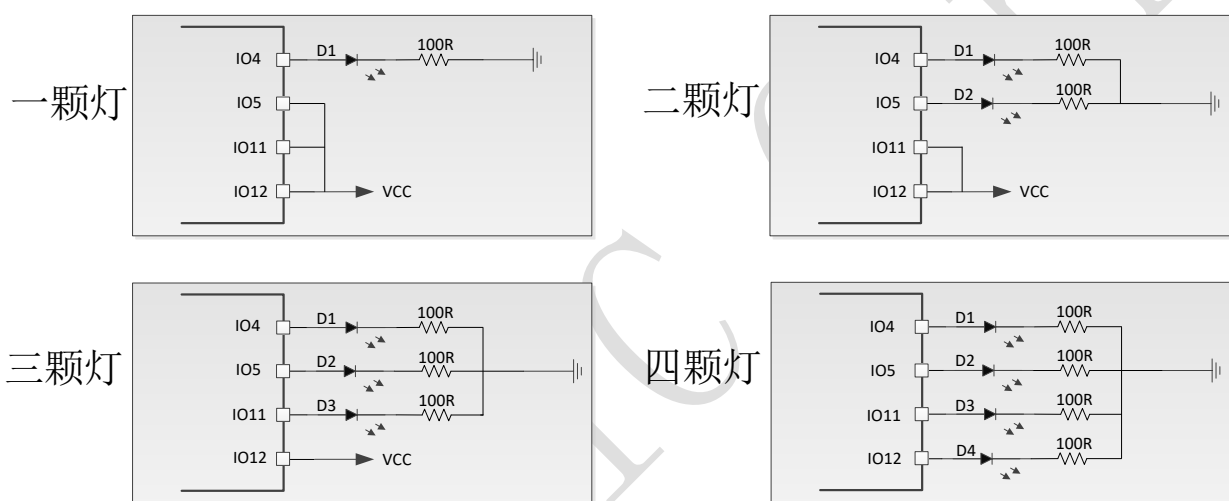 一颗灯
IO4
D1
100R
IO5
IO11
IO12
VCC
二颗灯
IO4
D1
100R
IO5
D2
100R
IO11
IO12
VCC
三颗灯
IO4
D1
100R
IO5
D2
100R
IO11
D3
100R
IO12
VCC
四颗灯
IO4
D1
100R
IO5
D2
100R
IO11
D3
100R
IO12
D4
100R